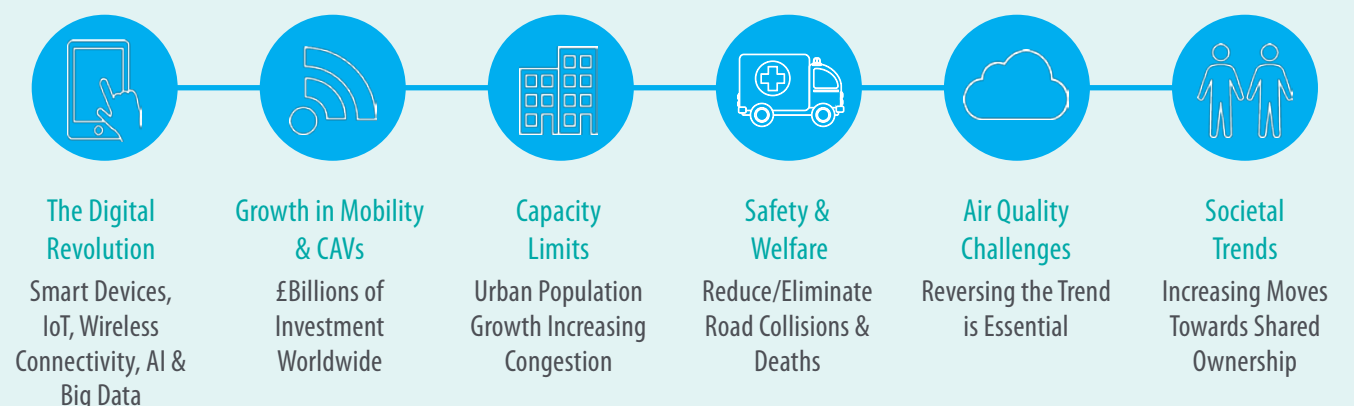 The Digital
Revolution
Smart Devices,
IoT, Wireless
Connectivity, AI &
Big Data
Growth in Mobility
& CAVs
£Billions of
Investment
Worldwide
Capacity
Limits
Urban Population
Growth Increasing
Congestion
Safety &
Welfare
Reduce/Eliminate
Road Collisions &
Deaths
Air Quality
Challenges
Reversing the Trend
is Essential
Societal
Trends
Increasing Moves
Towards Shared
Ownership